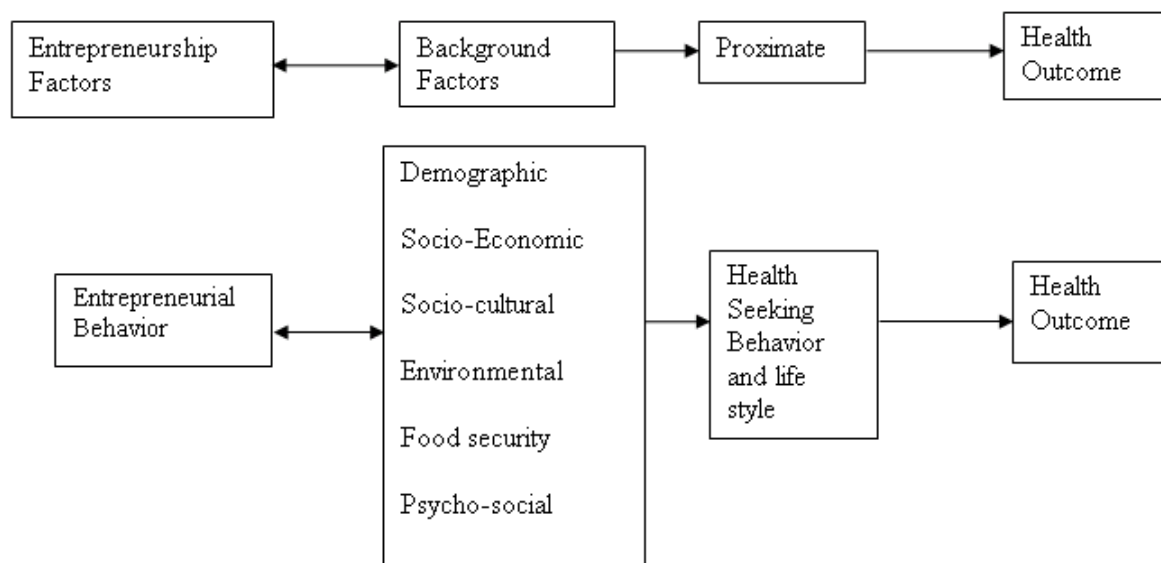 Entrepreneurship
Factors
Background
Factors
Proximate
Health
Outcome
Entrepreneurial
Behavior
Demographic
Socio-Economic
Socio-cultural
Environmental
Food security
Psycho-social
Health
Seeking
Behavior
and life
style
Health
Outcome